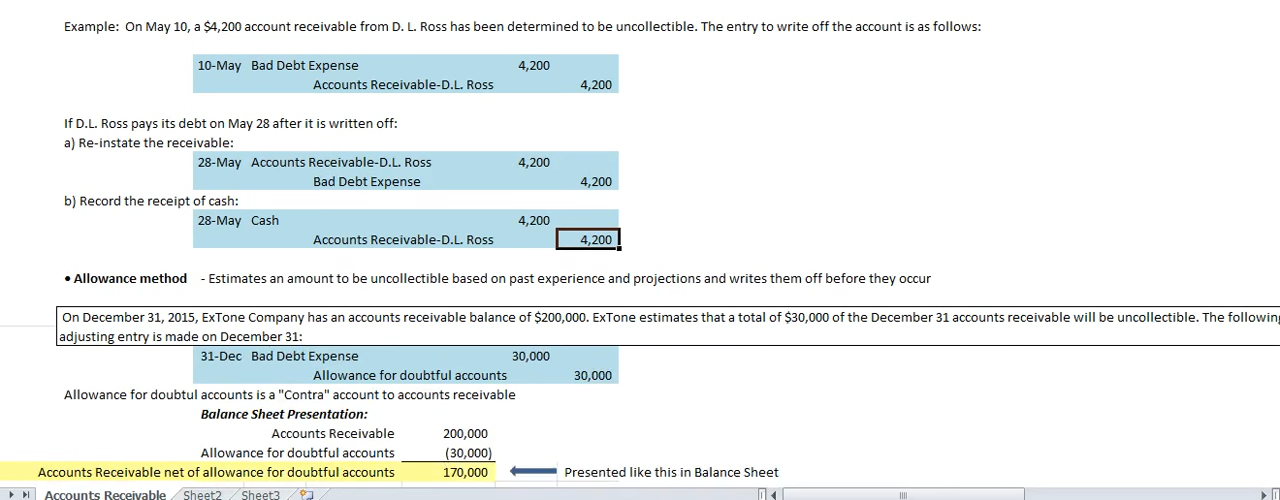 Example:  On May 10, a $4,200 account receivable from D. L. Ross has been determined to be uncollectible. The entry to write off the account is as follows:
10-May Bad Debt Expense 4,200
Accounts Receivable-D.L. Ross 4,200
If D.L. Ross pays its debt on May 28 after it is written off:
a) Re-instate the receivable:
28-May Accounts Receivable-D.L. Ross 4,200
Bad Debt Expense 4,200
b) Record the receipt of cash:
28-May Cash 4,200
Accounts Receivable-D.L. Ross 4,200
• Allowance method - Estimates an amount to be uncollectible based on past experience and projections and writes them off before they occur
On December 31, 2015, ExTone Company has an accounts receivable balance of $200,000. ExTone estimates that a total of $30,000 of the December 31 accounts receivable will be uncollectible. The following
adjusting entry is made on December 31:
31-Dec Bad Debt Expense 30,000
Allowance for doubtful accounts 30,000
Allowance for doubtul accounts is a "Contra" account to accounts receivable
Balance Sheet Presentation:
Accounts Receivable 200,000
Allowance for doubtful accounts (30,000)
Accounts Receivable net of allowance for doubtful accounts 170,000 Presented like this in Balance Sheet
Accounts Receivable Sheet2 Sheet3